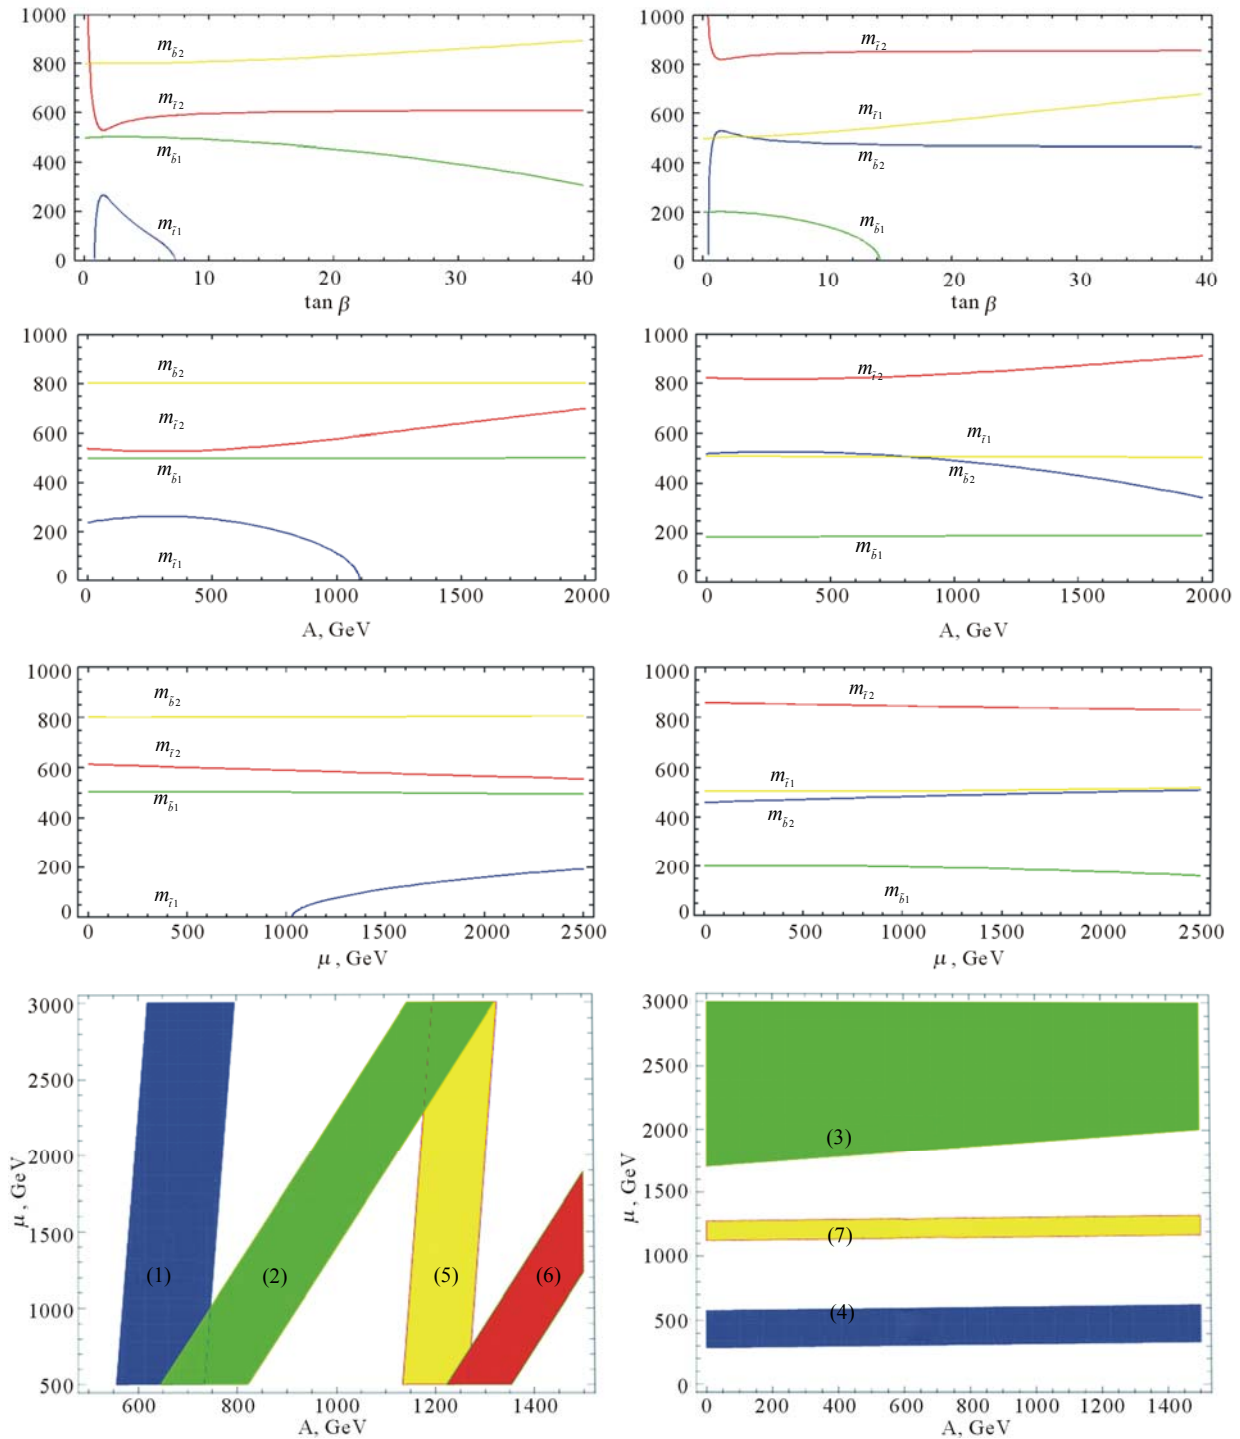 1000
800
600
400
200
0
m_{b̃2}
m_{t̃2}
m_{b̃1}
m_{t̃1}
0 10 20 30 40
tan β
1000
800
600
400
200
0
m_{t̃2}
m_{t̃1}
m_{b̃2}
m_{b̃1}
0 10 20 30 40
tan β
1000
800
600
400
200
0
m_{b̃2}
m_{t̃2}
m_{b̃1}
m_{t̃1}
0 500 1000 1500 2000
A, GeV
1000
800
600
400
200
0
m_{t̃2}
m_{t̃1}
m_{b̃2}
m_{b̃1}
0 500 1000 1500 2000
A, GeV
1000
800
600
400
200
0
m_{b̃2}
m_{t̃2}
m_{b̃1}
m_{t̃1}
0 500 1000 1500 2000 2500
μ, GeV
1000
800
600
400
200
0
m_{t̃2}
m_{t̃1}
m_{b̃2}
m_{b̃1}
0 500 1000 1500 2000 2500
μ, GeV
3000
2500
2000
1500
1000
500
μ, GeV
(1) (2) (5) (6)
600 800 1000 1200 1400
A, GeV
3000
2500
2000
1500
1000
500
0
μ, GeV
(3)
(7)
(4)
0 200 400 600 800 1000 1200 1400
A, GeV